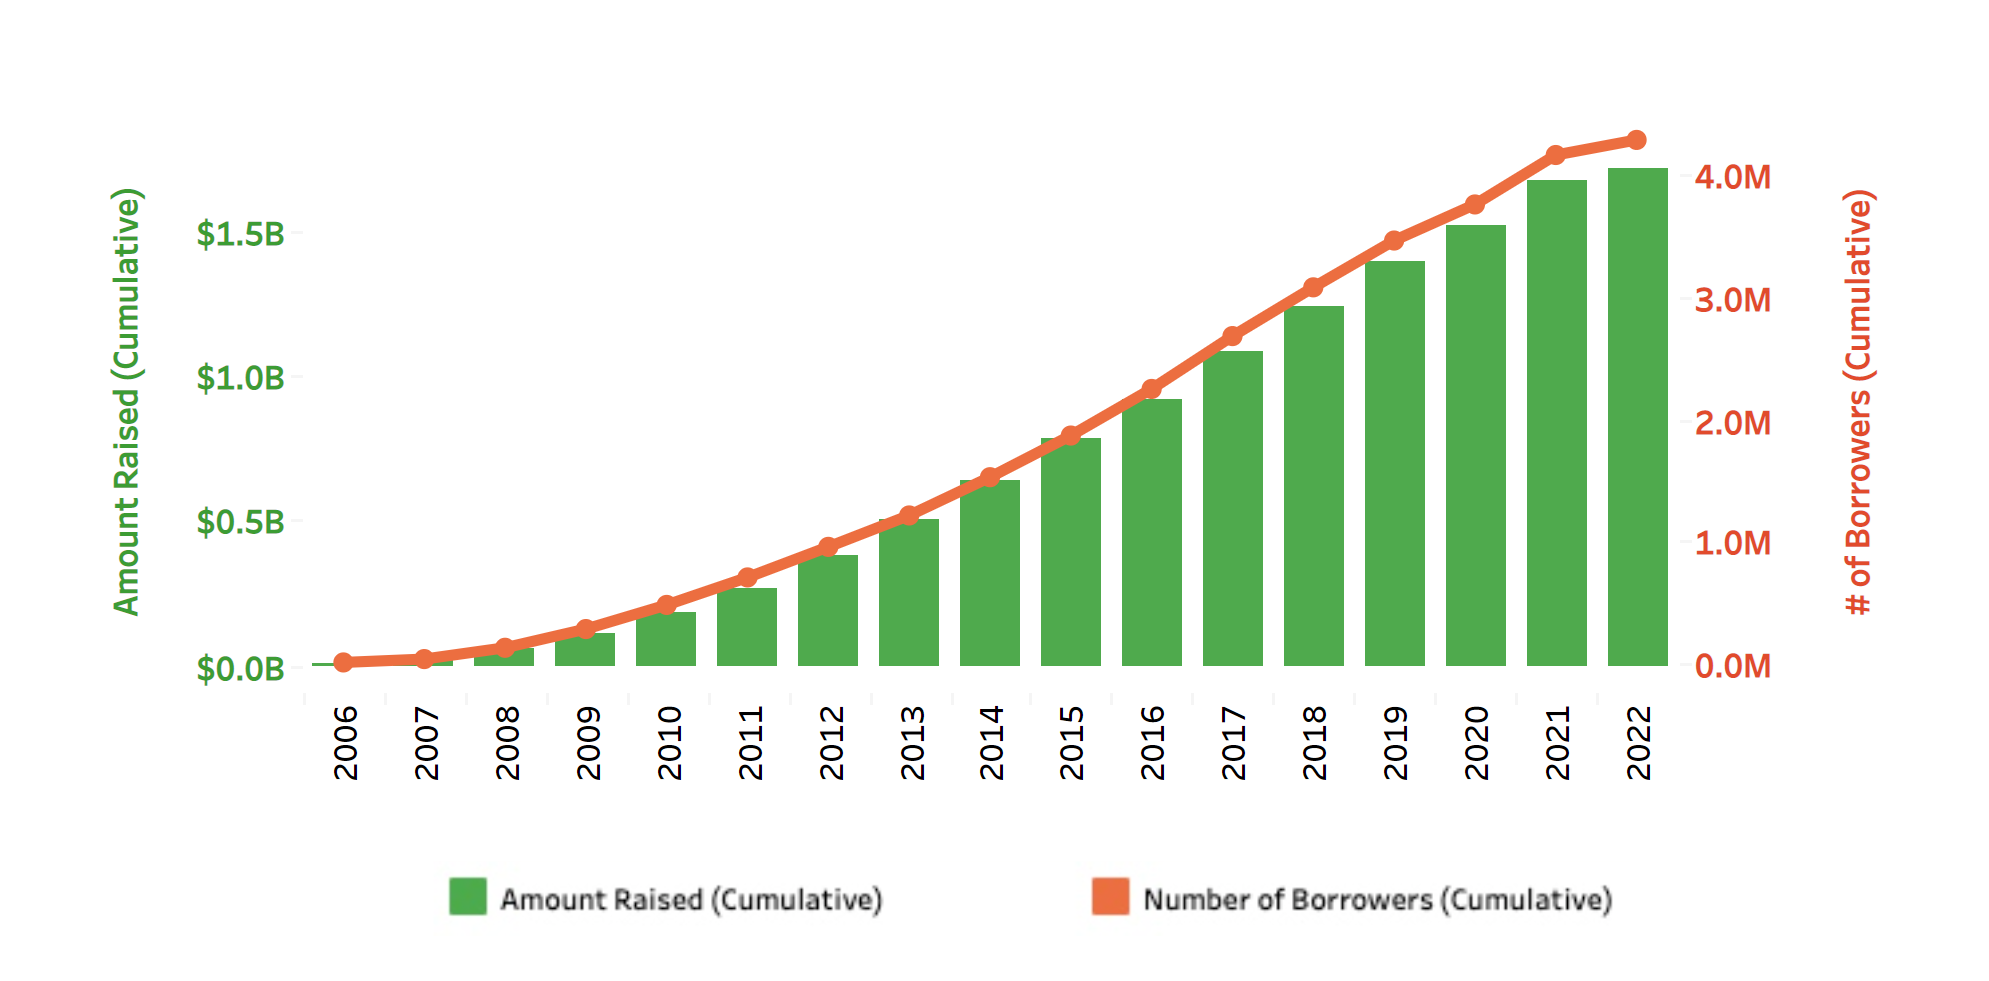 Amount Raised (Cumulative)
$1.5B
$1.0B
$0.5B
$0.0B
4.0M
3.0M
2.0M
1.0M
0.0M
# of Borrowers (Cumulative)
2006
2007
2008
2009
2010
2011
2012
2013
2014
2015
2016
2017
2018
2019
2020
2021
2022
Amount Raised (Cumulative)
Number of Borrowers (Cumulative)